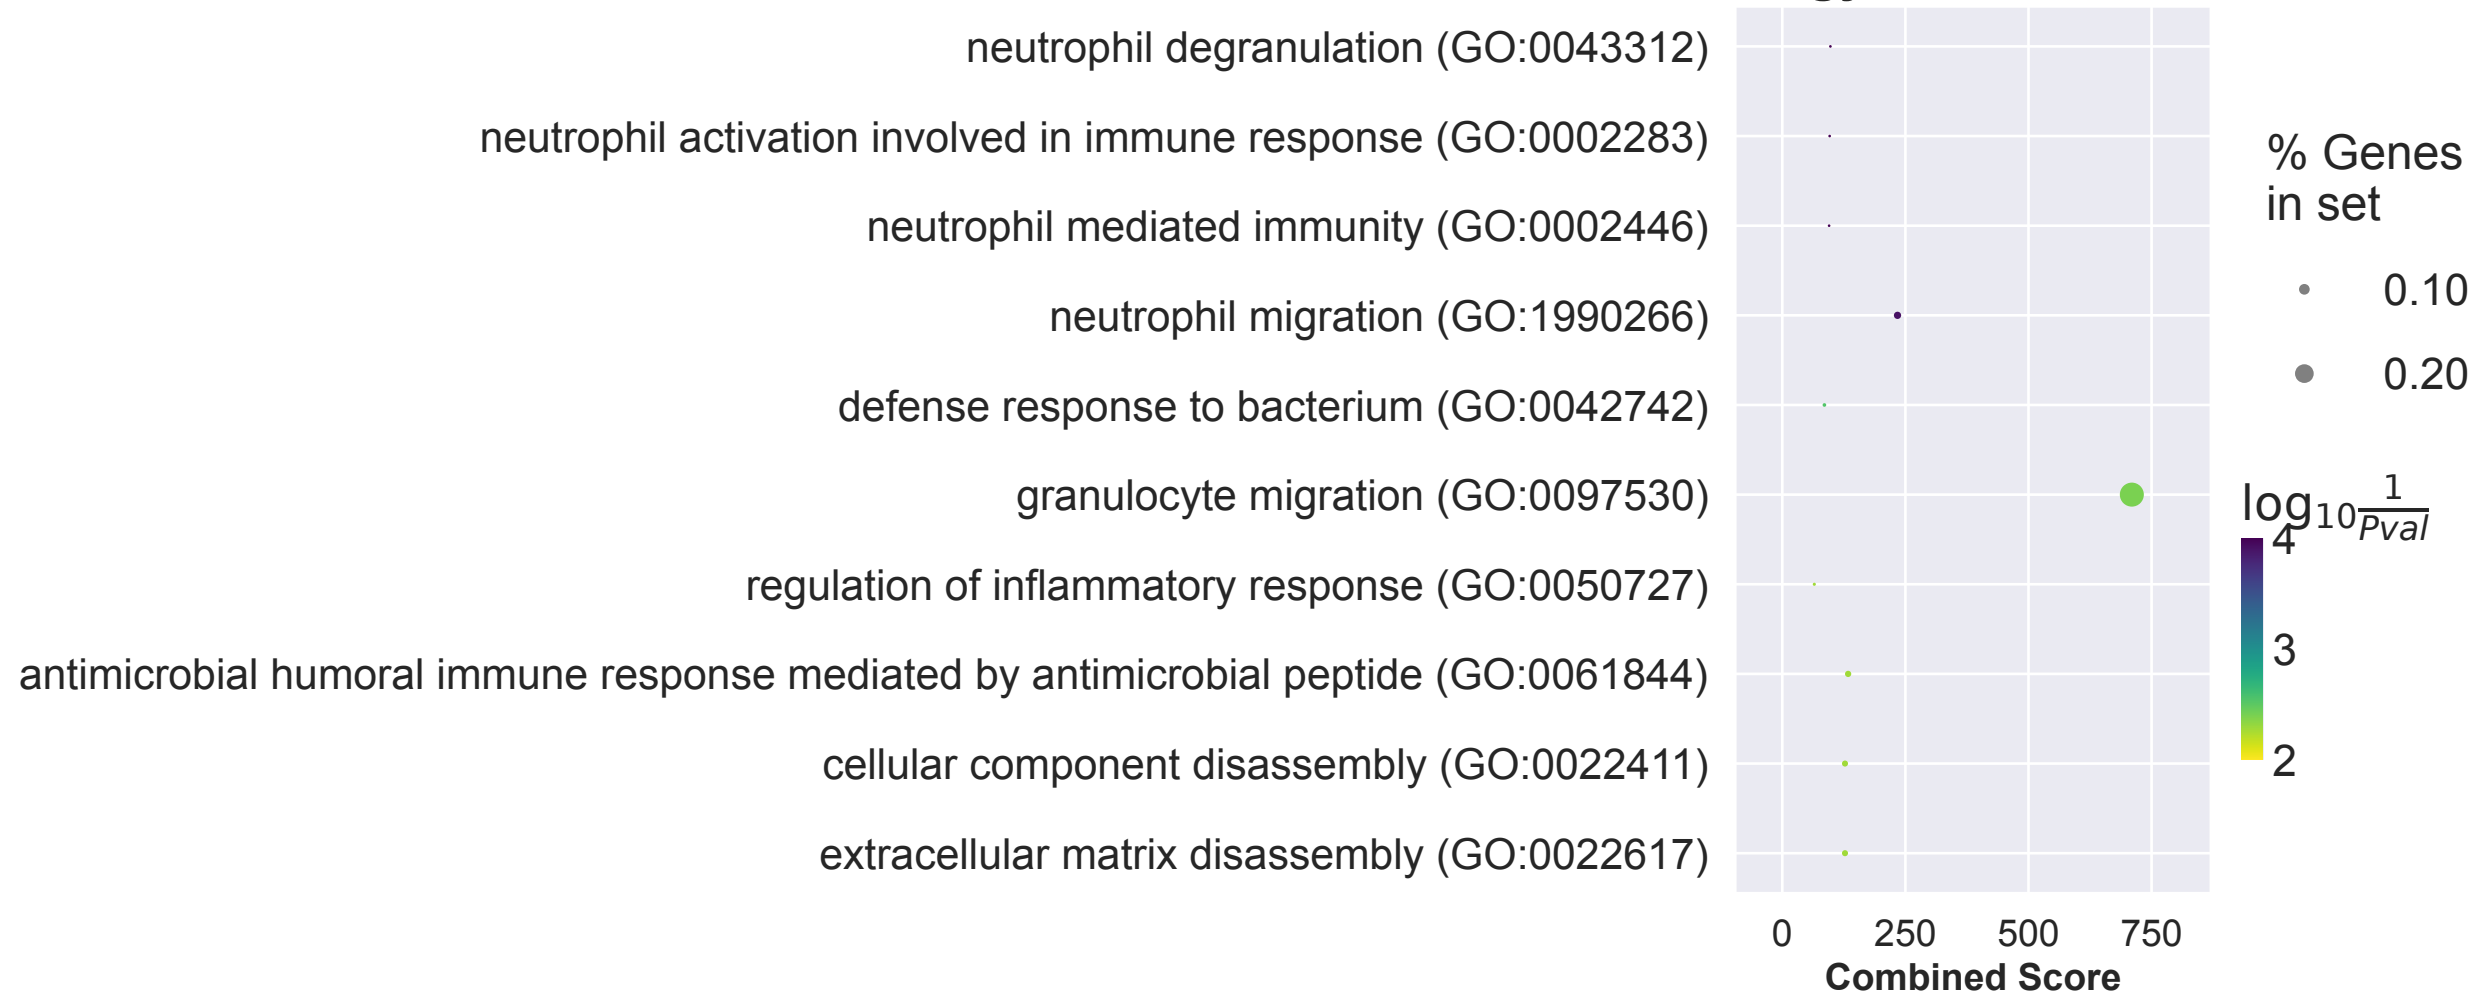 neutrophil degranulation (GO:0043312)
neutrophil activation involved in immune response (GO:0002283)
neutrophil mediated immunity (GO:0002446)
neutrophil migration (GO:1990266)
defense response to bacterium (GO:0042742)
granulocyte migration (GO:0097530)
regulation of inflammatory response (GO:0050727)
antimicrobial humoral immune response mediated by antimicrobial peptide (GO:0061844)
cellular component disassembly (GO:0022411)
extracellular matrix disassembly (GO:0022617)
0 250 500 750
Combined Score
% Genes
in set
0.10
0.20
log₁₀ 1/Pval
4
3
2